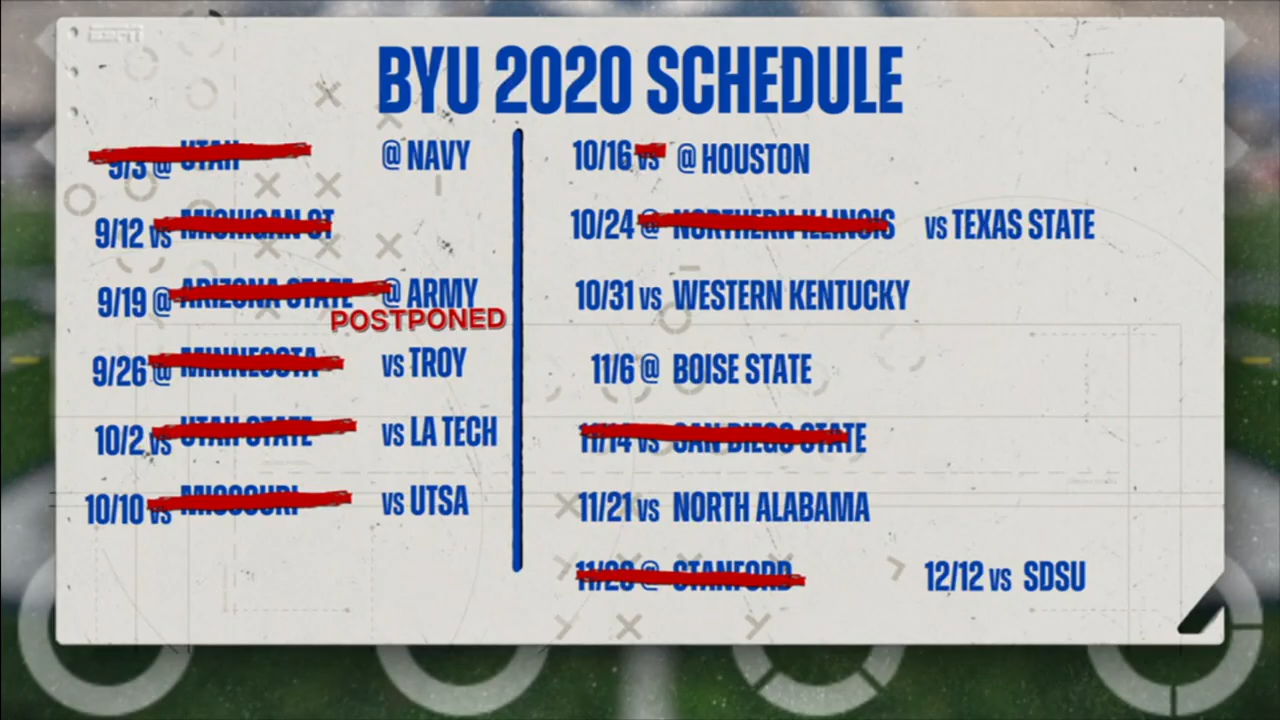 ESPN
BYU 2020 SCHEDULE
9/3 @ UTAH @ NAVY
9/12 vs MICHIGAN ST
9/19 @ ARIZONA STATE @ ARMY
POSTPONED
9/26 @ MINNESOTA vs TROY
10/2 vs UTAH STATE vs LA TECH
10/10 vs MISSOURI vs UTSA
10/16 vs @ HOUSTON
10/24 @ NORTHERN ILLINOIS vs TEXAS STATE
10/31 vs WESTERN KENTUCKY
11/6 @ BOISE STATE
11/14 vs SAN DIEGO STATE
11/21 vs NORTH ALABAMA
11/28 @ STANFORD 12/12 vs SDSU